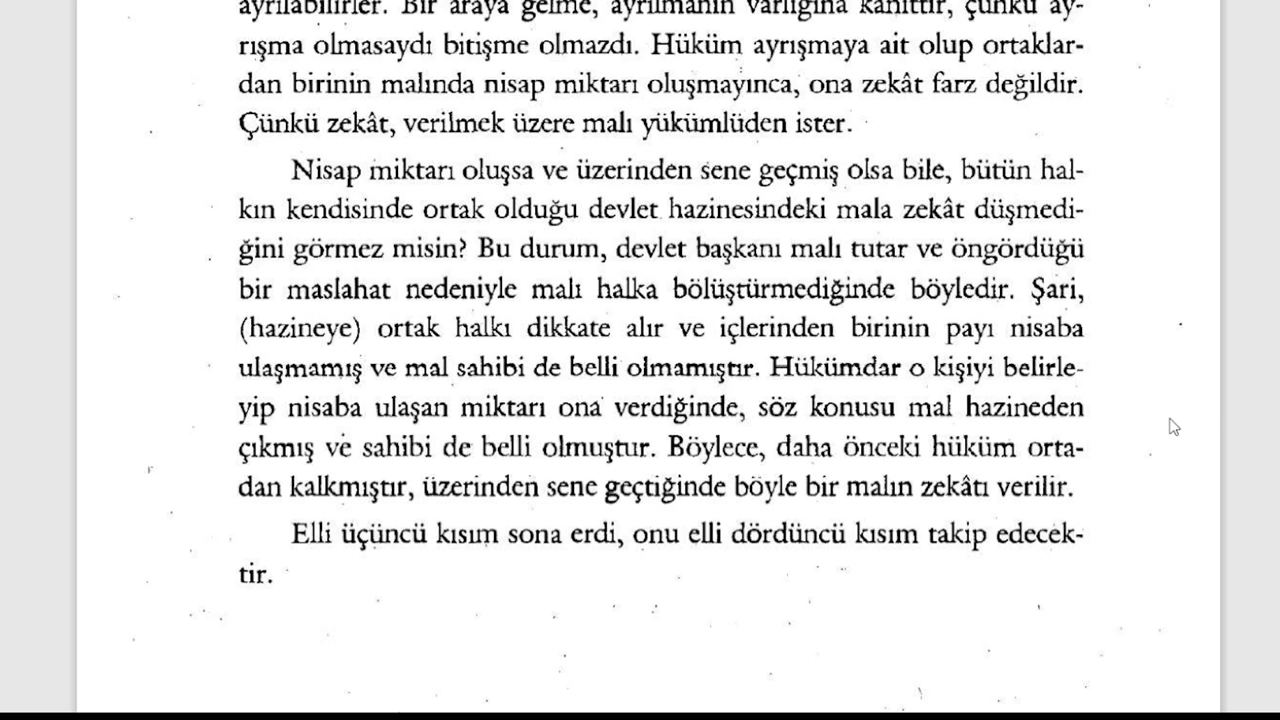 ayrılabilirler. Bir araya gelme, ayrılmanın varlığına kanıttır, çünkü ay-
rışma olmasaydı bitişme olmazdı. Hüküm ayrışmaya ait olup ortaklar-
dan birinin malında nisap miktarı oluşmayınca, ona zekât farz değildir.
Çünkü zekât, verilmek üzere malı yükümlüden ister.
Nisap miktarı oluşsa ve üzerinden sene geçmiş olsa bile, bütün hal-
kın kendisinde ortak olduğu devlet hazinesindeki mala zekât düşmedi-
ğini görmez misin? Bu durum, devlet başkanı malı tutar ve öngördüğü
bir maslahat nedeniyle malı halka bölüştürmediğinde böyledir. Şari,
(hazineye) ortak halkı dikkate alır ve içlerinden birinin payı nisaba
ulaşmamış ve mal sahibi de belli olmamıştır. Hükümdar o kişiyi belirle-
yip nisaba ulaşan miktarı ona verdiğinde, söz konusu mal hazineden
çıkmış ve sahibi de belli olmuştur. Böylece, daha önceki hüküm orta-
dan kalkmıştır, üzerinden sene geçtiğinde böyle bir malın zekâtı verilir.
Elli üçüncü kısım sona erdi, onu elli dördüncü kısım takip edecek-
tir.